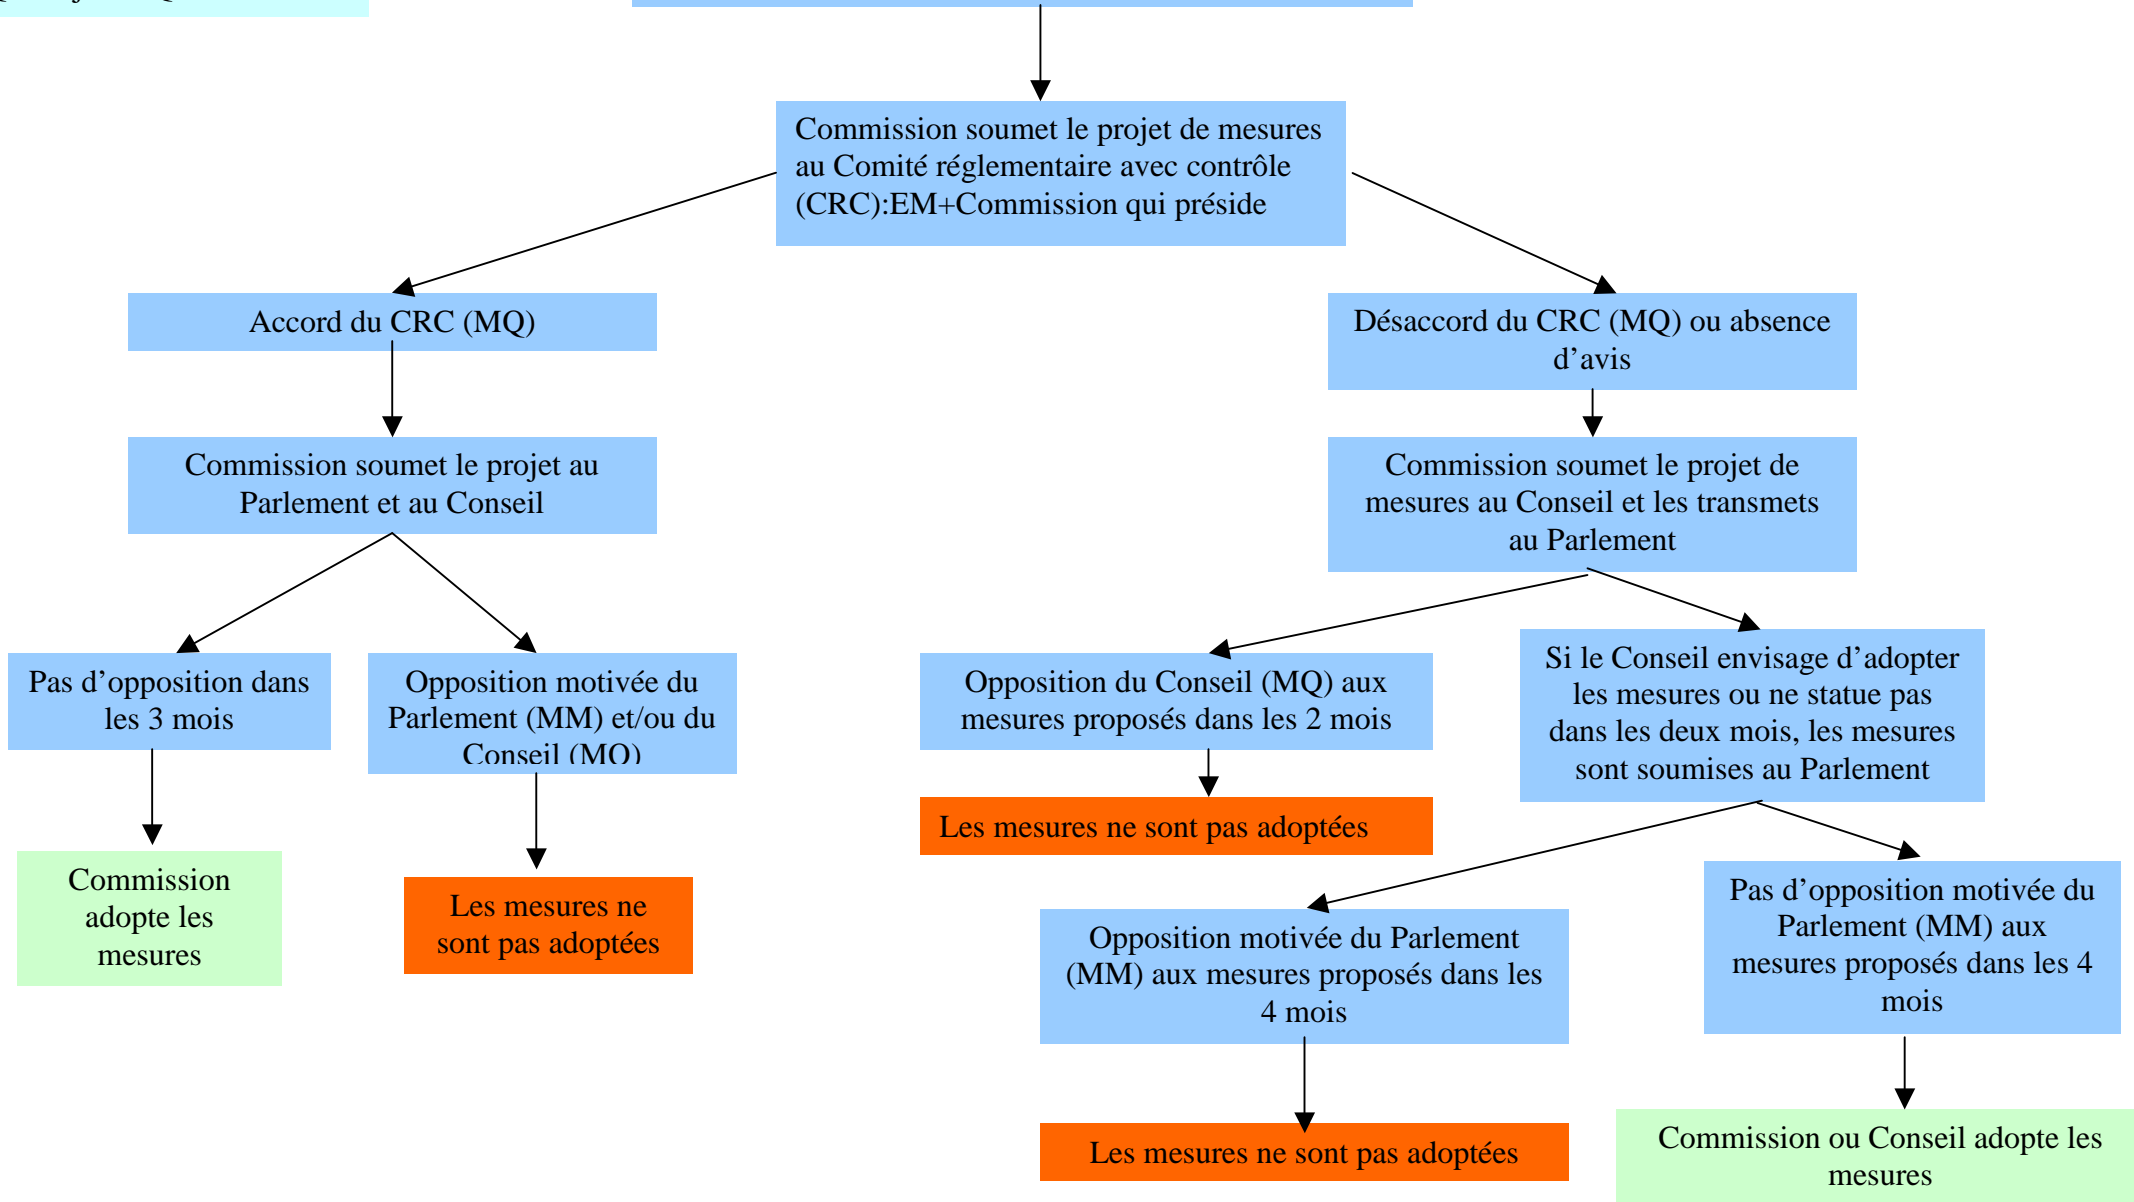 Commission soumet le projet de mesures
au Comité réglementaire avec contrôle
(CRC):EM+Commission qui préside
Accord du CRC (MQ)
Désaccord du CRC (MQ) ou absence
d’avis
Commission soumet le projet au
Parlement et au Conseil
Commission soumet le projet de
mesures au Conseil et les transmets
au Parlement
Pas d’opposition dans
les 3 mois
Opposition motivée du
Parlement (MM) et/ou du
Conseil (MQ)
Opposition du Conseil (MQ) aux
mesures proposés dans les 2 mois
Si le Conseil envisage d’adopter
les mesures ou ne statue pas
dans les deux mois, les mesures
sont soumises au Parlement
Les mesures ne sont pas adoptées
Commission
adopte les
mesures
Les mesures ne
sont pas adoptées
Opposition motivée du Parlement
(MM) aux mesures proposés dans les
4 mois
Pas d’opposition motivée du
Parlement (MM) aux
mesures proposés dans les 4
mois
Les mesures ne sont pas adoptées
Commission ou Conseil adopte les
mesures